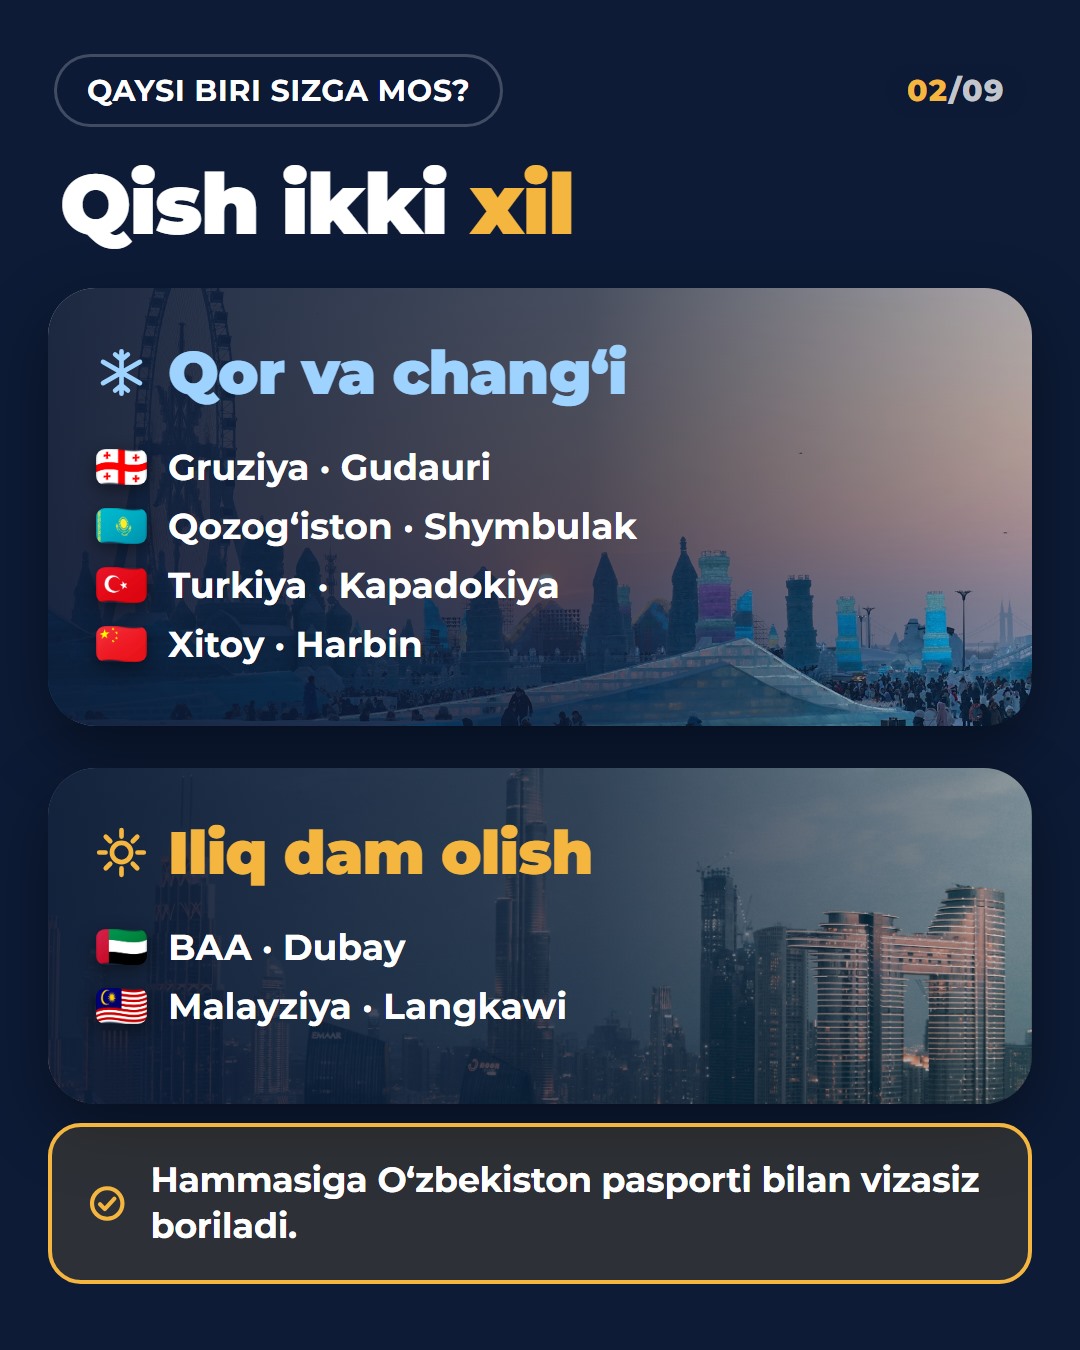 QAYSI BIRI SIZGA MOS?
02/09
Qish ikki xil
Qor va chang‘i
Gruziya · Gudauri
Qozog‘iston · Shymbulak
Turkiya · Kapadokiya
Xitoy · Harbin
Iliq dam olish
BAA · Dubay
Malayziya · Langkawi
EMAAR
Hammasiga O‘zbekiston pasporti bilan vizasiz
boriladi.